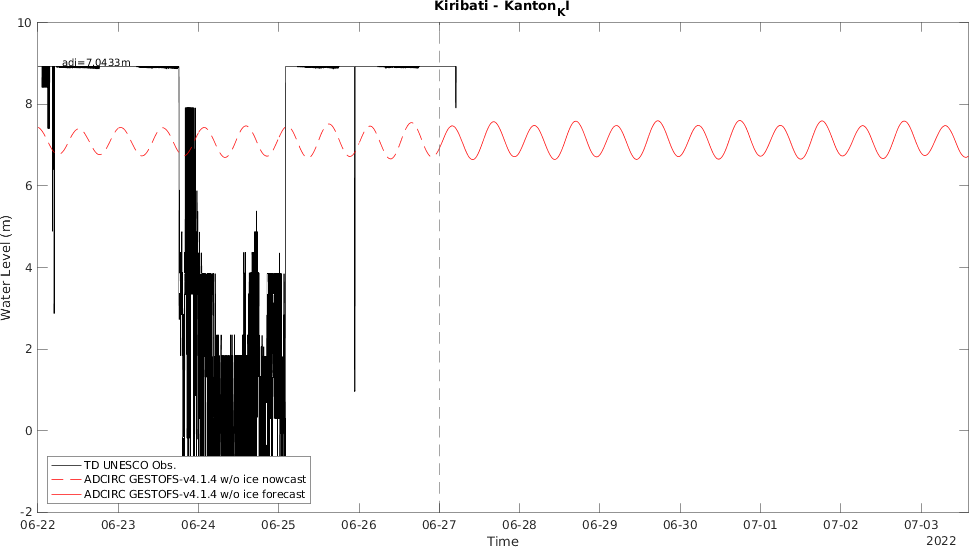 Kiribati - Kanton_KI
10
adj=7.0433m
8
6
4
2
0
-2
Water Level (m)
TD UNESCO Obs.
ADCIRC GESTOFS-v4.1.4 w/o ice nowcast
ADCIRC GESTOFS-v4.1.4 w/o ice forecast
06-22 06-23 06-24 06-25 06-26 06-27 06-28 06-29 06-30 07-01 07-02 07-03
Time
2022